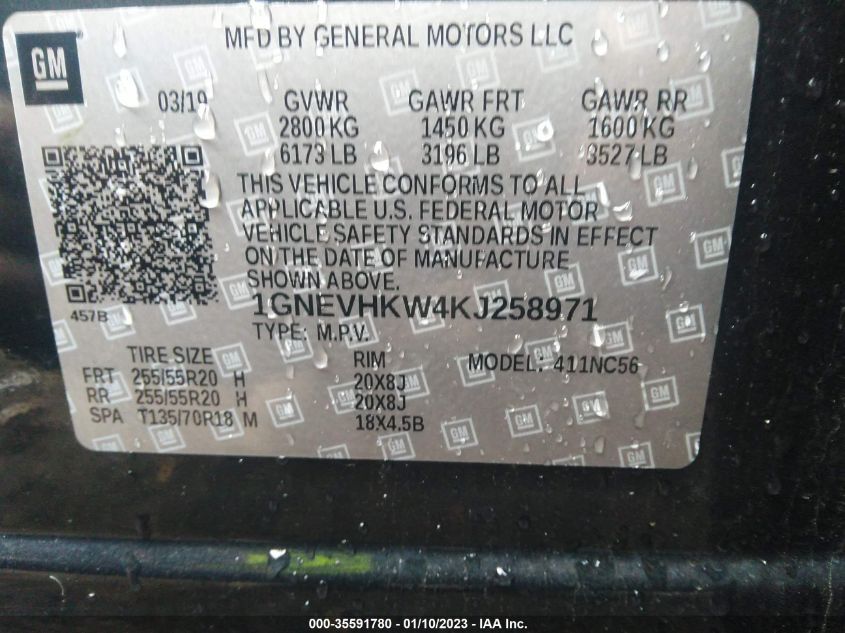 GM
MFD BY GENERAL MOTORS LLC
03/19 GVWR GAWR FRT GAWR RR
2800 KG 1450 KG 1600 KG
6173 LB 3196 LB 3527 LB
THIS VEHICLE CONFORMS TO ALL
APPLICABLE U.S. FEDERAL MOTOR
VEHICLE SAFETY STANDARDS IN EFFECT
ON THE DATE OF MANUFACTURE
SHOWN ABOVE.
457B
1GNEVHKW4KJ258971
TYPE: M.P.V.
TIRE SIZE RIM MODEL: 411NC56
FRT 255/55R20 H 20X8J
RR 255/55R20 H 20X8J
SPA T135/70R18 M 18X4.5B
000-35591780 - 01/10/2023 - IAA Inc.